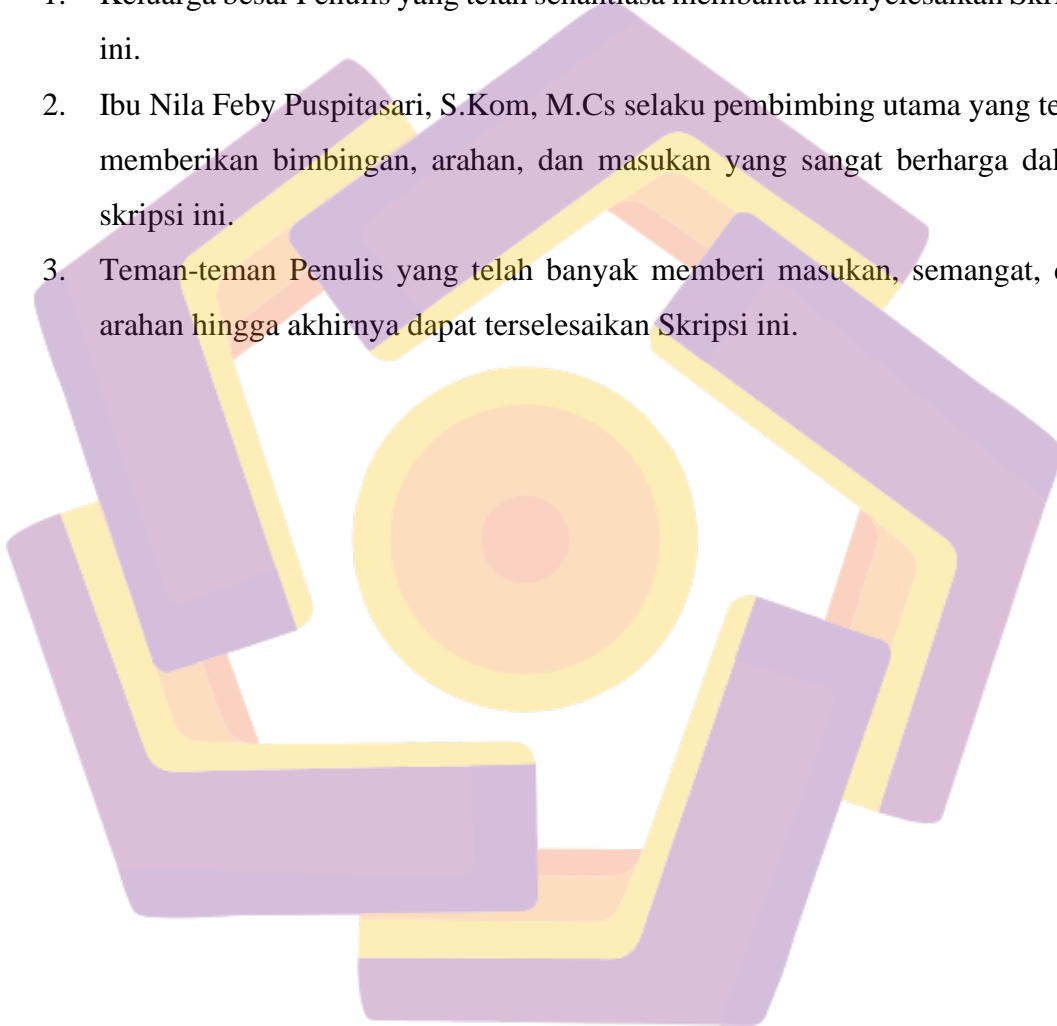 1. Keluarga besar Penulis yang telah senantiasa membantu menyelesaikan Skri
ini.
2. Ibu Nila Feby Puspitasari, S.Kom, M.Cs selaku pembimbing utama yang te
memberikan bimbingan, arahan, dan masukan yang sangat berharga dal
skripsi ini.
3. Teman-teman Penulis yang telah banyak memberi masukan, semangat,
arahan hingga akhirnya dapat terselesaikan Skripsi ini.